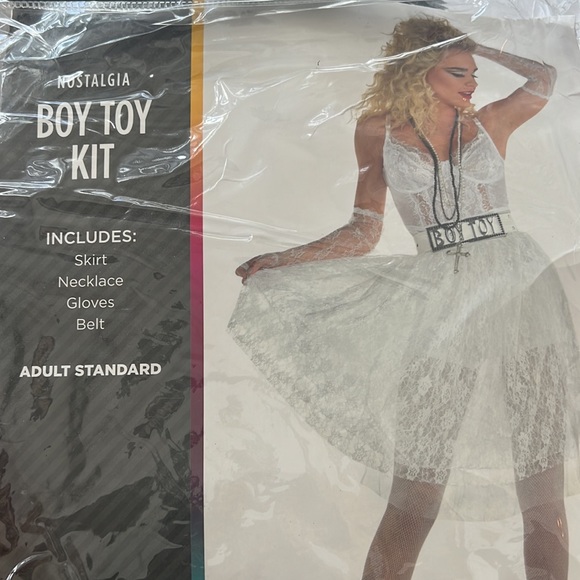 NOSTALGIA
BOY TOY
KIT
INCLUDES:
Skirt
Necklace
Gloves
Belt
ADULT STANDARD
BOY TOY